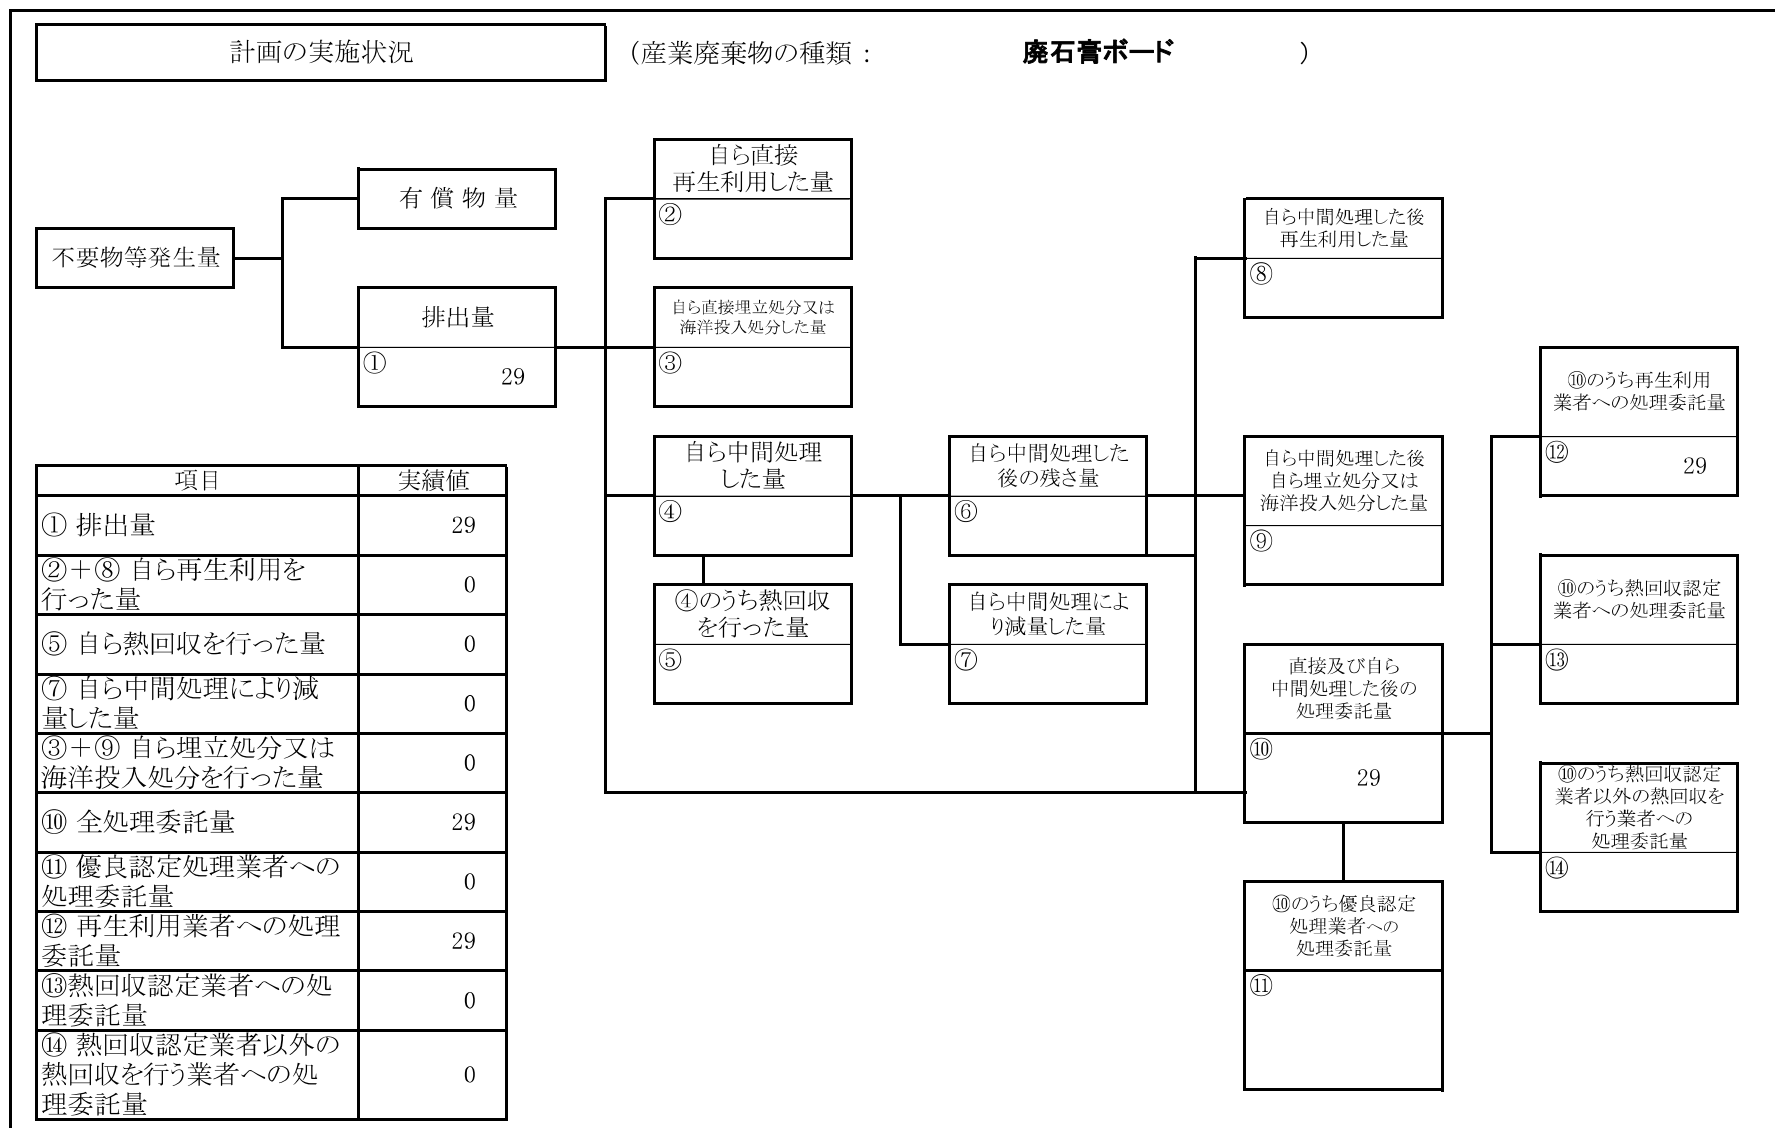 計画の実施状況
（産業廃棄物の種類： 廃石膏ボード ）
不要物等発生量
有償物量
排出量
①
29
自ら直接
再生利用した量
②
自ら直接埋立処分又は
海洋投入処分した量
③
自ら中間処理
した量
④
④のうち熱回収
を行った量
⑤
自ら中間処理した
後の残さ量
⑥
自ら中間処理によ
り減量した量
⑦
自ら中間処理した後
再生利用した量
⑧
自ら中間処理した後
自ら埋立処分又は
海洋投入処分した量
⑨
直接及び自ら
中間処理した後の
処理委託量
⑩
29
⑩のうち優良認定
処理業者への
処理委託量
⑪
⑩のうち再生利用
業者への処理委託量
⑫
29
⑩のうち熱回収認定
業者への処理委託量
⑬
⑩のうち熱回収認定
業者以外の熱回収を
行う業者への
処理委託量
⑭
項目 実績値
① 排出量 29
②＋⑧ 自ら再生利用を
行った量 0
⑤ 自ら熱回収を行った量 0
⑦ 自ら中間処理により減
量した量 0
③＋⑨ 自ら埋立処分又は
海洋投入処分を行った量 0
⑩ 全処理委託量 29
⑪ 優良認定処理業者への
処理委託量 0
⑫ 再生利用業者への処理
委託量 29
⑬熱回収認定業者への処
理委託量 0
⑭ 熱回収認定業者以外の
熱回収を行う業者への処
理委託量 0